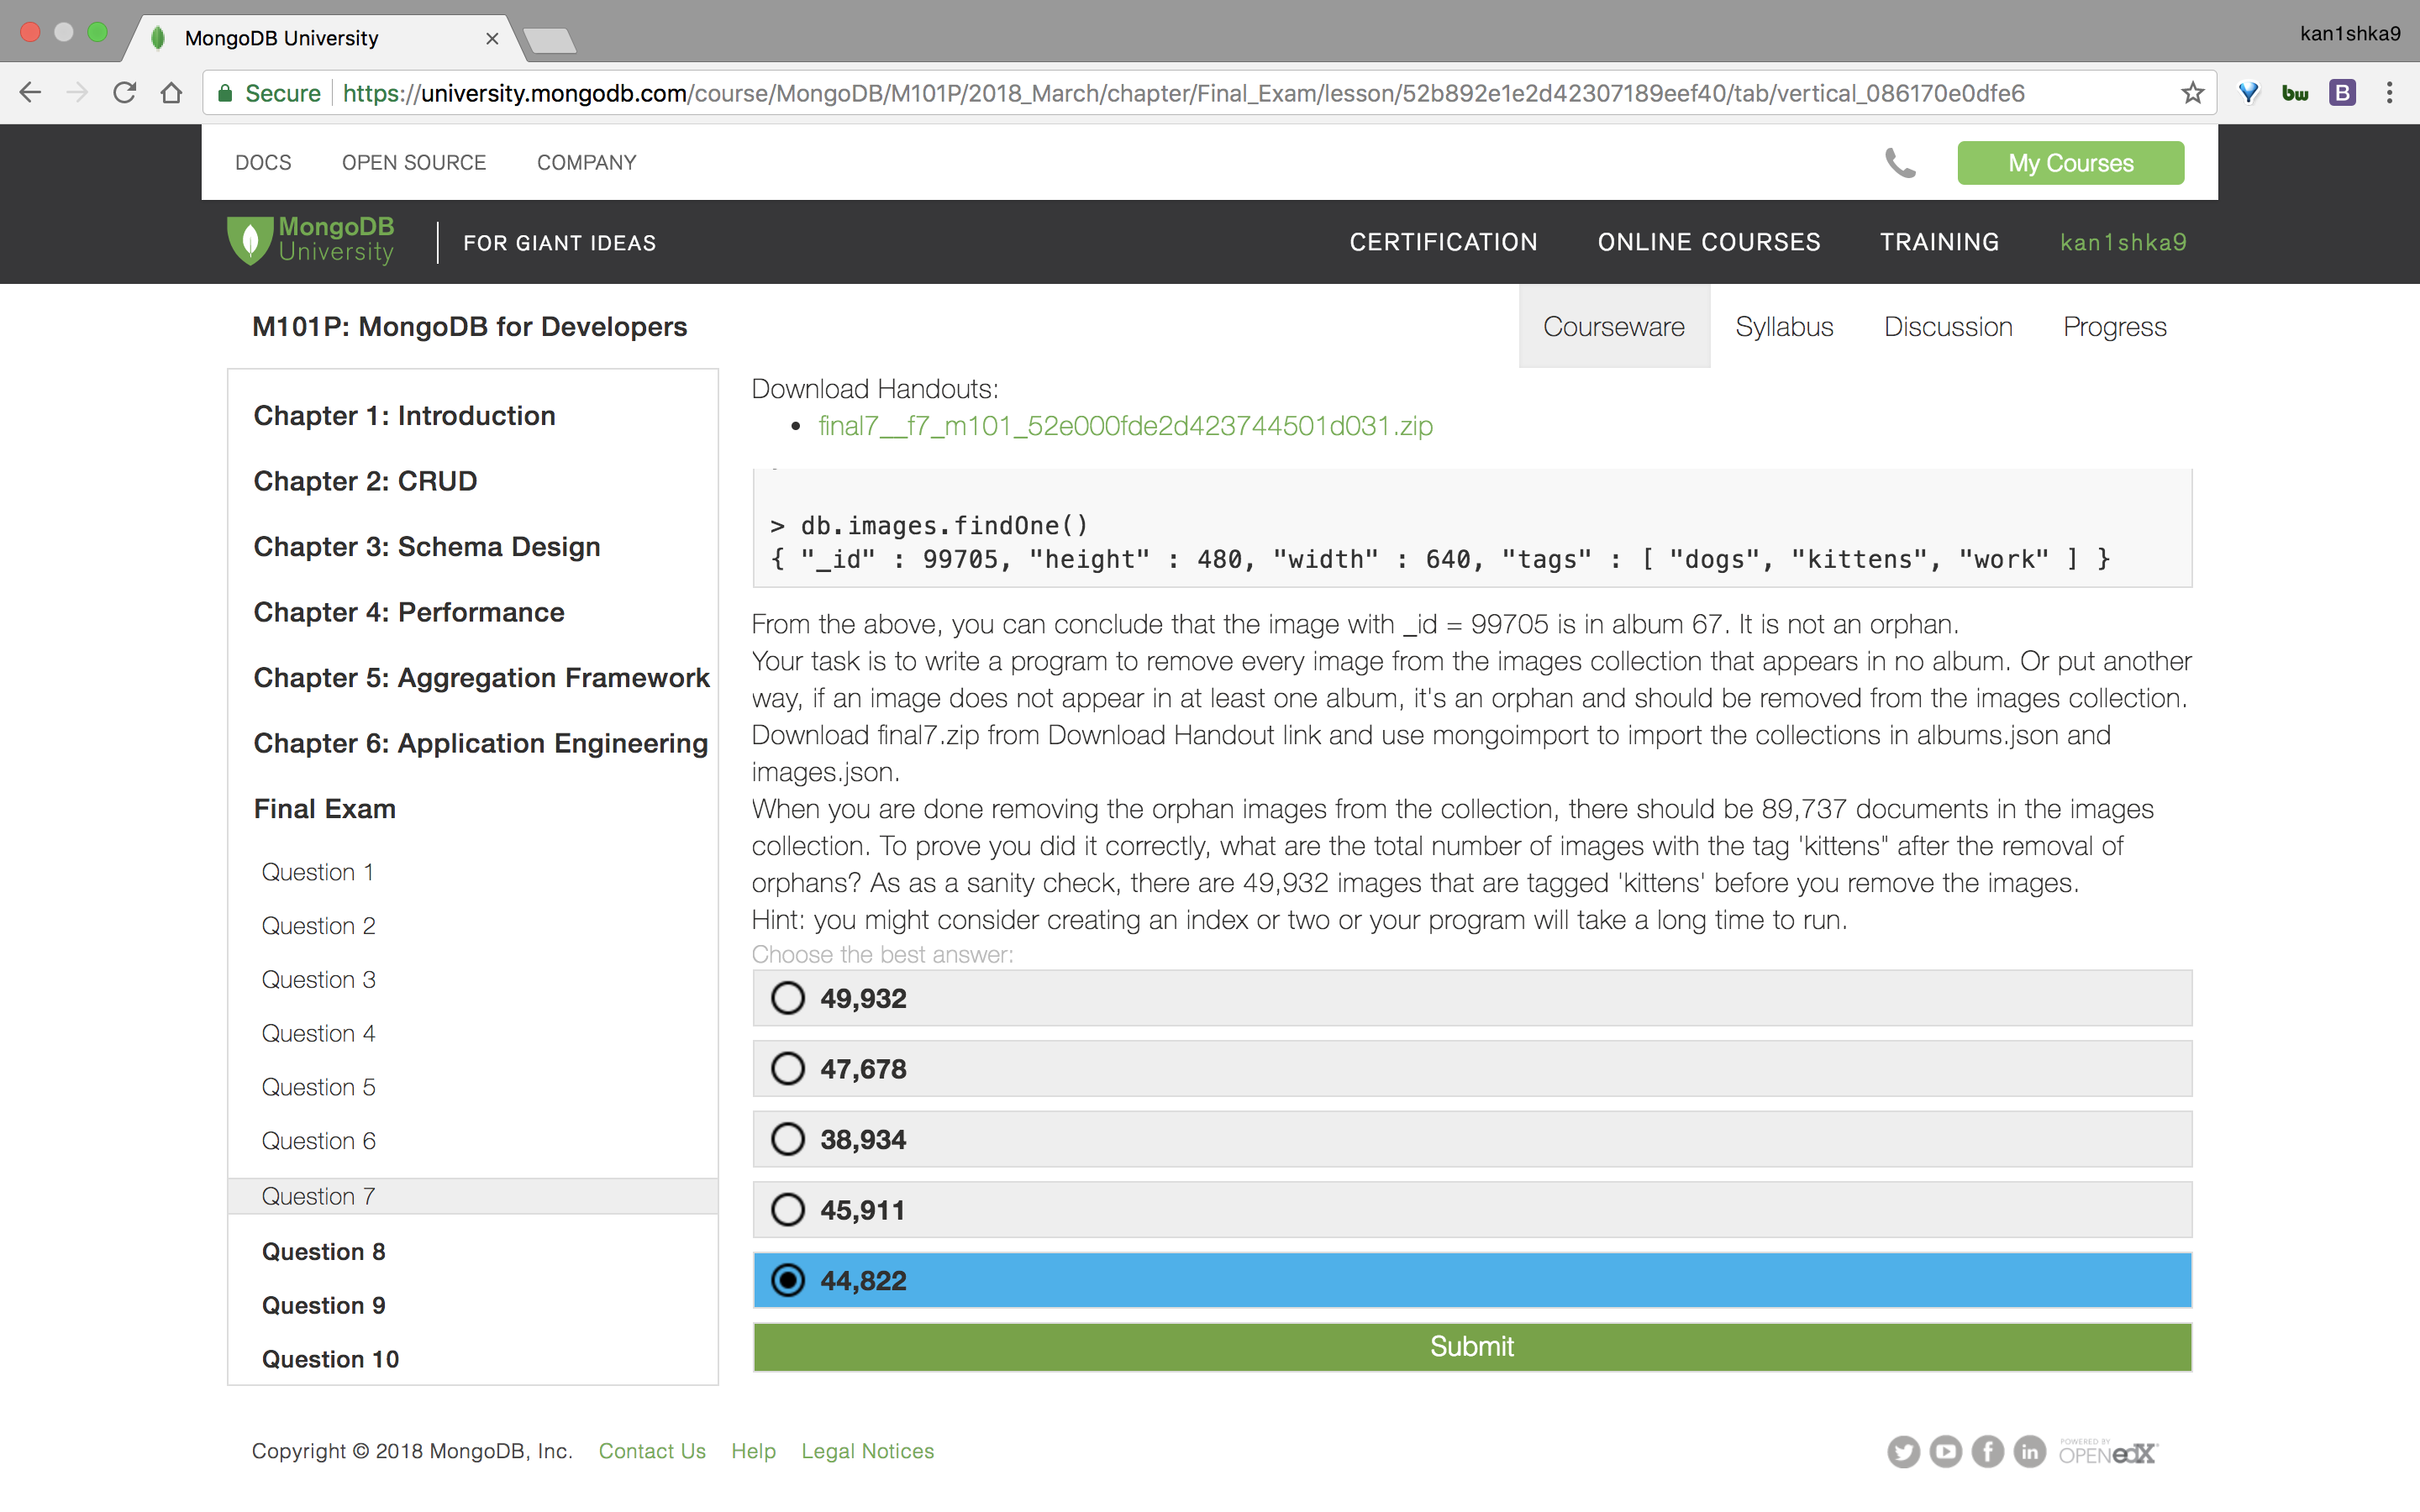 MongoDB University
kan1shka9
Secure
https://university.mongodb.com/course/MongoDB/M101P/2018_March/chapter/Final_Exam/lesson/52b892e1e2d42307189eef40/tab/vertical_086170e0dfe6
bw
B
DOCS OPEN SOURCE COMPANY
My Courses
MongoDB
University
FOR GIANT IDEAS
CERTIFICATION ONLINE COURSES TRAINING kan1shka9
M101P: MongoDB for Developers
Courseware Syllabus Discussion Progress
Chapter 1: Introduction
Chapter 2: CRUD
Chapter 3: Schema Design
Chapter 4: Performance
Chapter 5: Aggregation Framework
Chapter 6: Application Engineering
Final Exam
Question 1
Question 2
Question 3
Question 4
Question 5
Question 6
Question 7
Question 8
Question 9
Question 10
Download Handouts:
final7__f7_m101_52e000fde2d423744501d031.zip
> db.images.findOne()
{ "_id" : 99705, "height" : 480, "width" : 640, "tags" : [ "dogs", "kittens", "work" ] }
From the above, you can conclude that the image with _id = 99705 is in album 67. It is not an orphan.
Your task is to write a program to remove every image from the images collection that appears in no album. Or put another
way, if an image does not appear in at least one album, it's an orphan and should be removed from the images collection.
Download final7.zip from Download Handout link and use mongoimport to import the collections in albums.json and
images.json.
When you are done removing the orphan images from the collection, there should be 89,737 documents in the images
collection. To prove you did it correctly, what are the total number of images with the tag 'kittens" after the removal of
orphans? As as a sanity check, there are 49,932 images that are tagged 'kittens' before you remove the images.
Hint: you might consider creating an index or two or your program will take a long time to run.
Choose the best answer:
49,932
47,678
38,934
45,911
44,822
Submit
Copyright © 2018 MongoDB, Inc. Contact Us Help Legal Notices
POWERED BY
OPEN edX